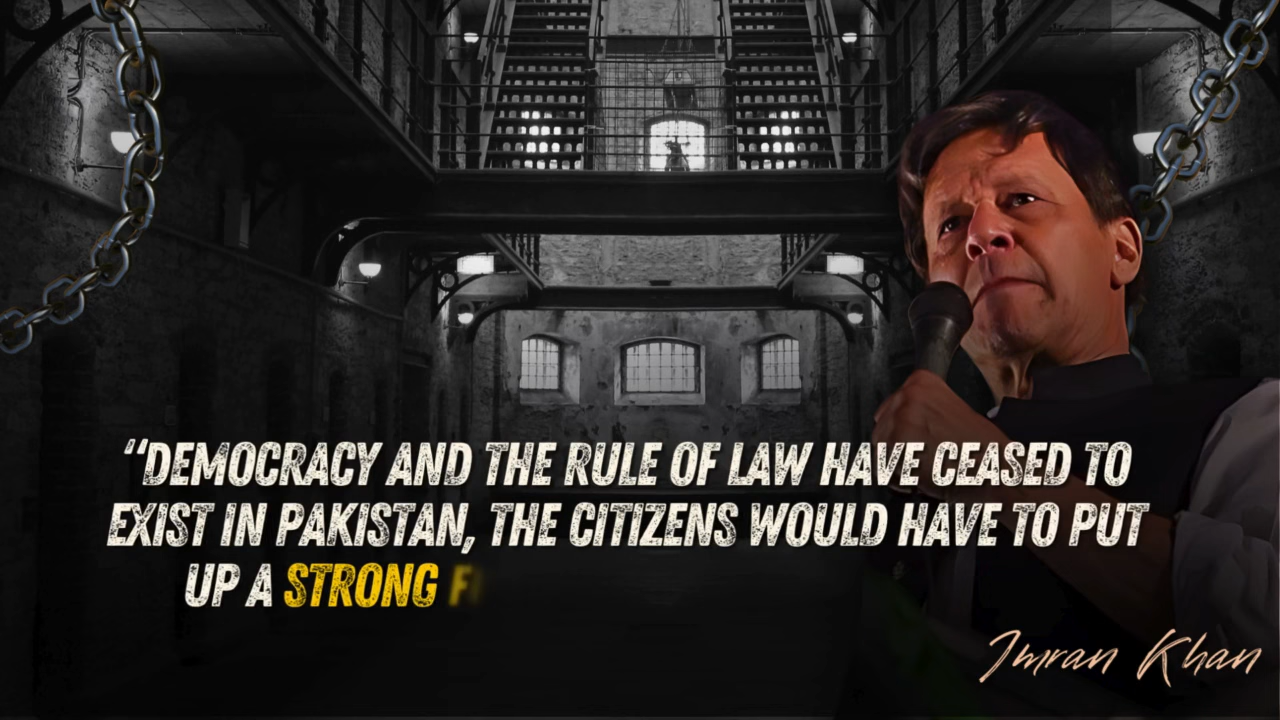 “DEMOCRACY AND THE RULE OF LAW HAVE CEASED TO
EXIST IN PAKISTAN, THE CITIZENS WOULD HAVE TO PUT
UP A STRONG
Imran Khan